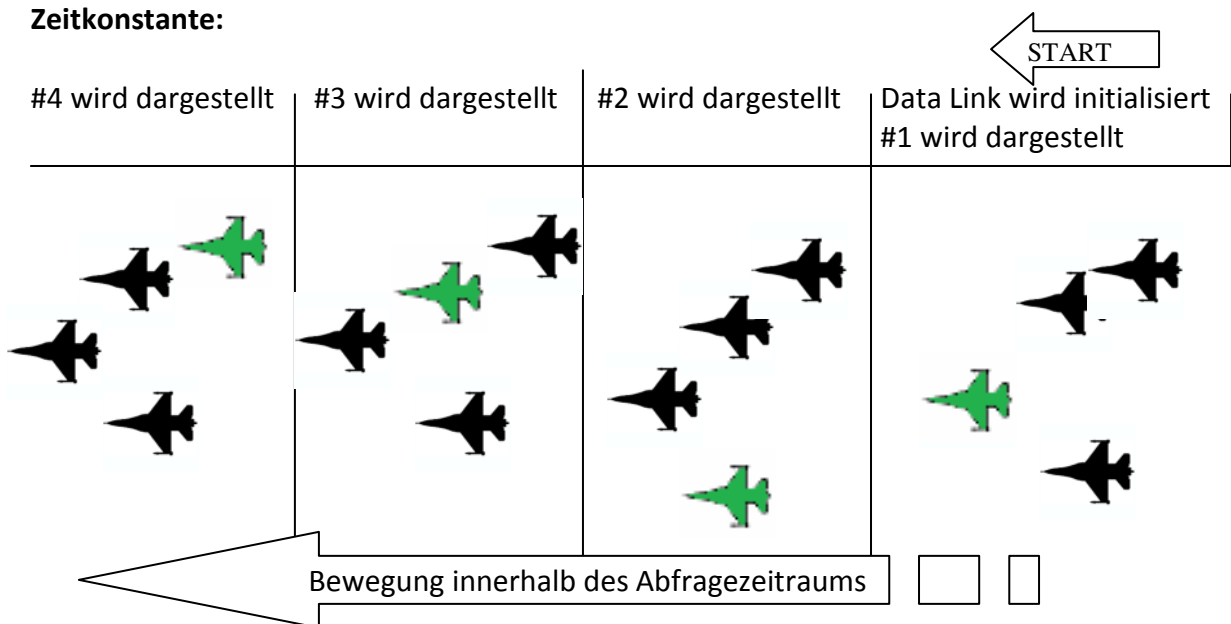 Zeitkonstante:
START
#4 wird dargestellt
#3 wird dargestellt
#2 wird dargestellt
Data Link wird initialisiert
#1 wird dargestellt
Bewegung innerhalb des Abfragezeitraums